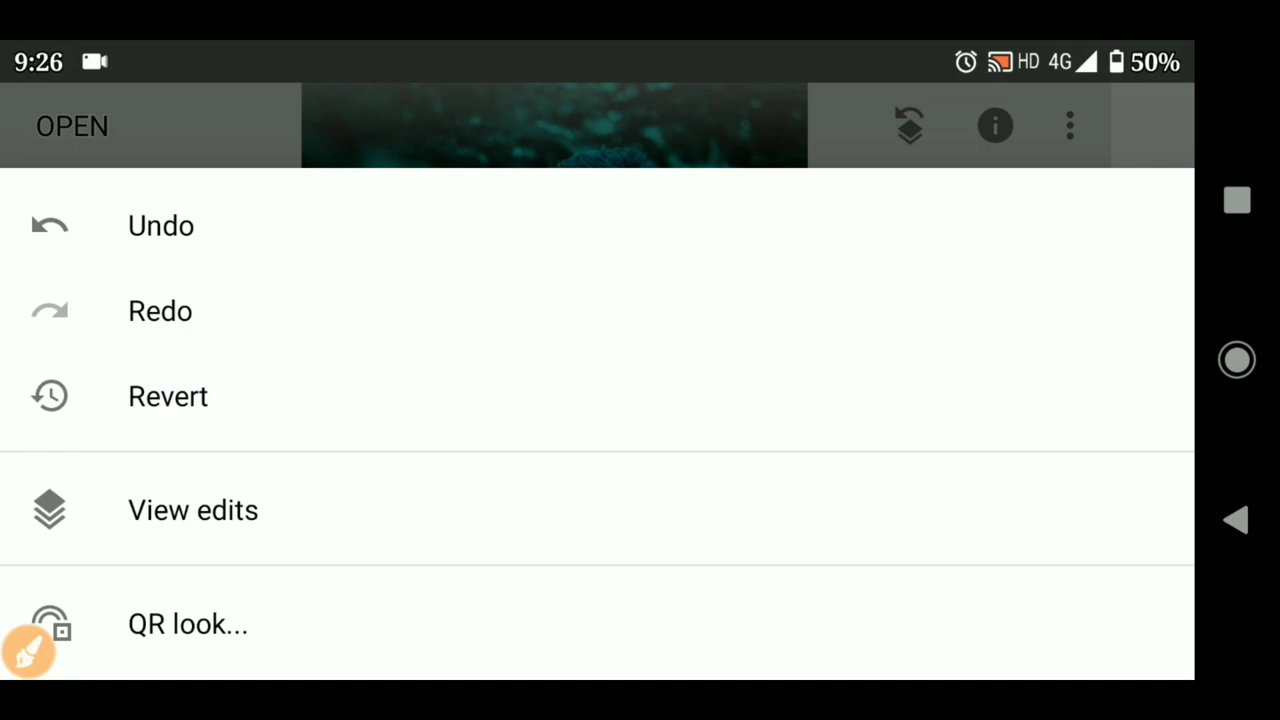 9:26 HD 4G 50%
OPEN
Undo
Redo
Revert
View edits
QR look...